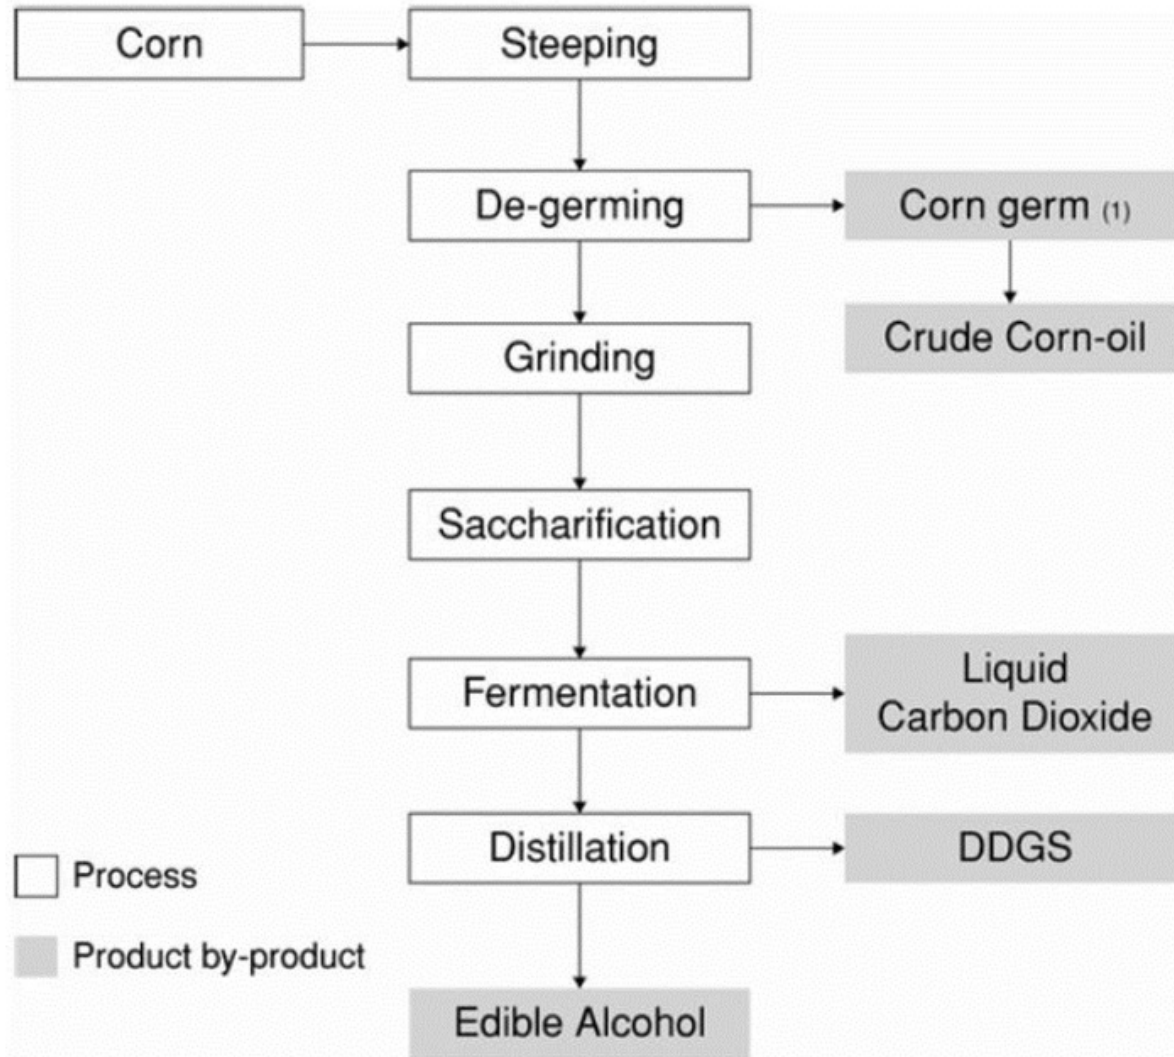 Corn
Steeping
De-germing
Corn germ (1)
Crude Corn-oil
Grinding
Saccharification
Fermentation
Liquid
Carbon Dioxide
Distillation
DDGS
Process
Product by-product
Edible Alcohol